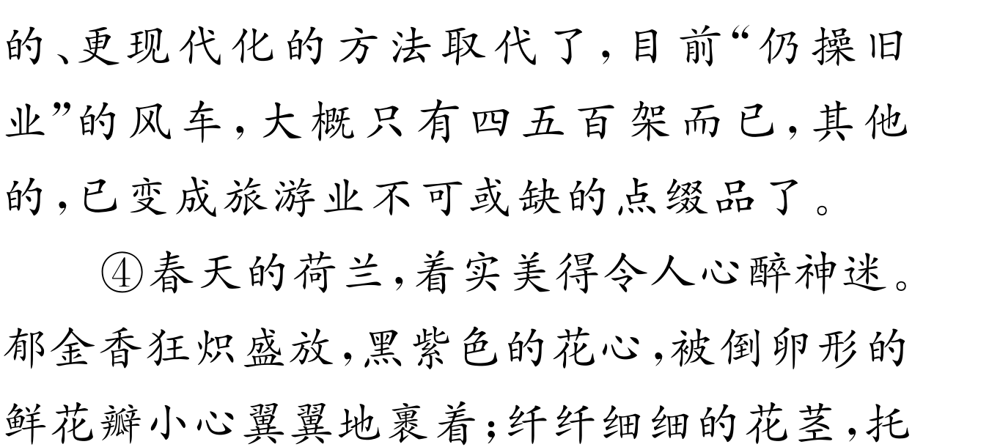 的、更现代化的方法取代了,目前“仍操旧
业”的风车,大概只有四五百架而已,其他
的,已变成旅游业不可或缺的点缀品了。
④春天的荷兰,着实美得令人心醉神迷。
郁金香狂炽盛放,黑紫色的花心,被倒卵形的
鲜花瓣小心翼翼地裹着;纤纤细细的花茎,托